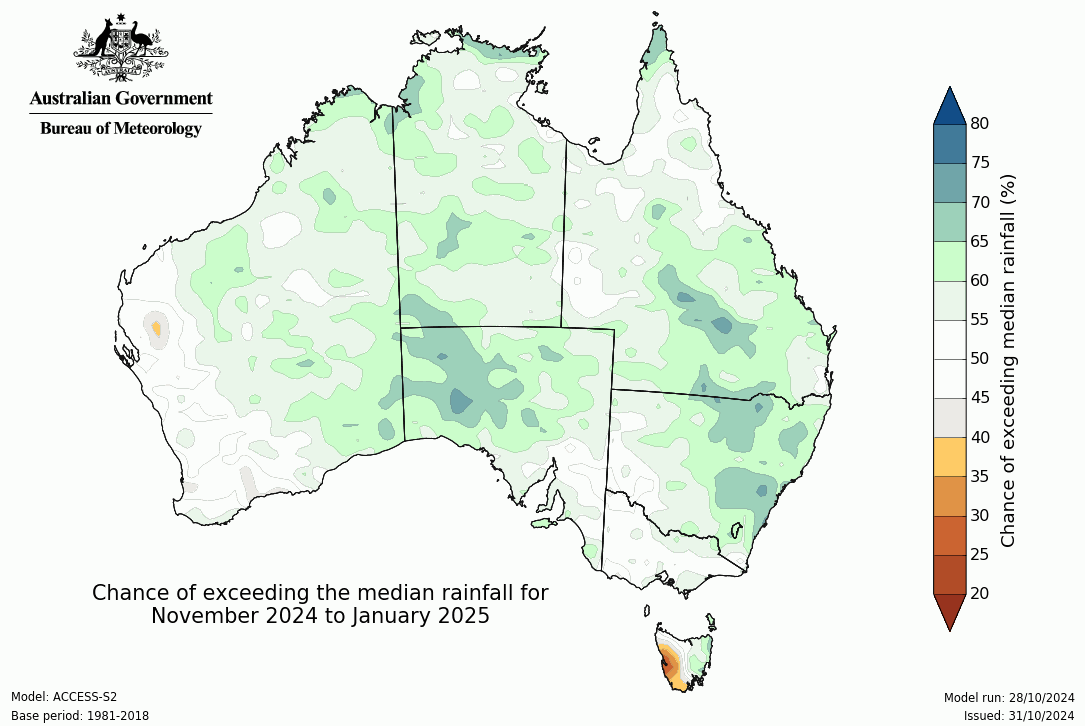 Australian Government
Bureau of Meteorology
80
75
70
65
60
55
50
45
40
35
30
25
20
Chance of exceeding median rainfall (%)
Chance of exceeding the median rainfall for
November 2024 to January 2025
Model: ACCESS-S2
Base period: 1981-2018
Model run: 28/10/2024
Issued: 31/10/2024